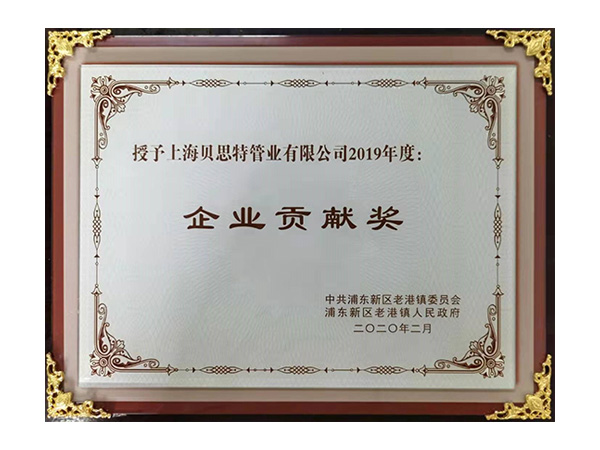 授予上海贝思特管业有限公司2019年度：
企业贡献奖
中共浦东新区老港镇委员会
浦东新区老港镇人民政府
二〇二〇年二月